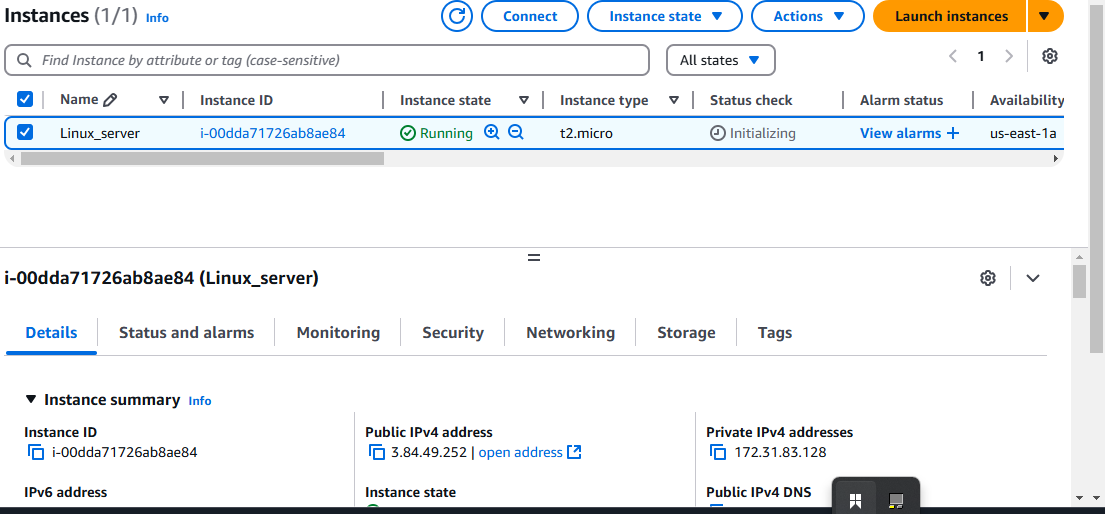 Instances (1/1) Info
Connect
Instance state
Actions
Launch instances
Find Instance by attribute or tag (case-sensitive)
All states
1
Name Instance ID Instance state Instance type Status check Alarm status Availability
Linux_server i-00dda71726ab8ae84 Running t2.micro Initializing View alarms + us-east-1a
i-00dda71726ab8ae84 (Linux_server)
Details Status and alarms Monitoring Security Networking Storage Tags
Instance summary Info
Instance ID
i-00dda71726ab8ae84
Public IPv4 address
3.84.49.252 | open address
Private IPv4 addresses
172.31.83.128
IPv6 address
Instance state
Public IPv4 DNS